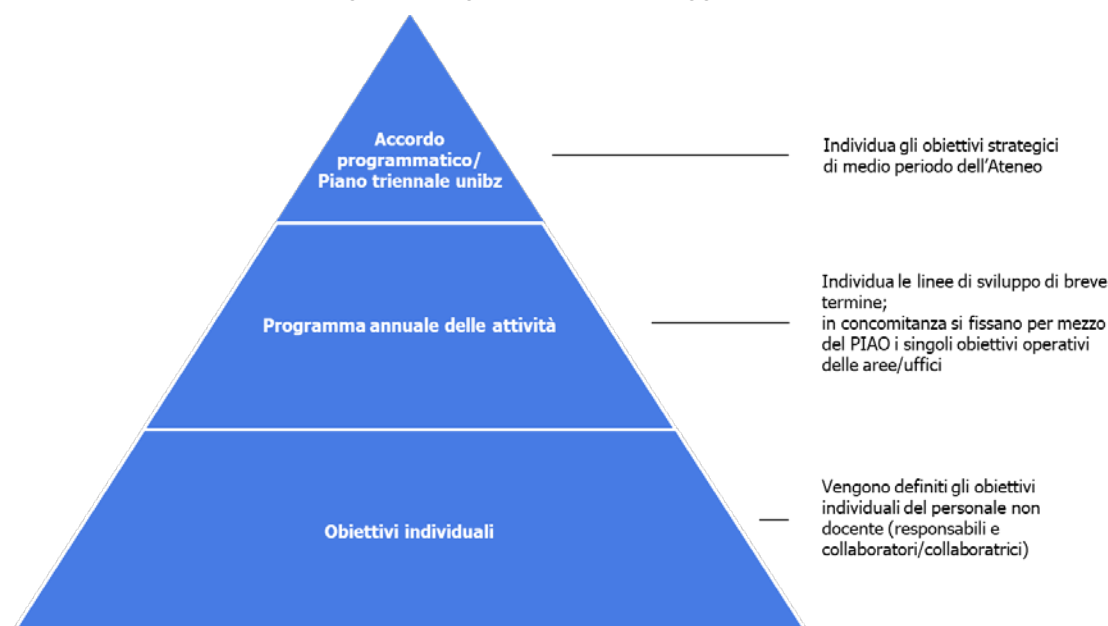 Accordo
programmatico/
Piano triennale unibz
Individua gli obiettivi strategici
di medio periodo dell'Ateneo
Programma annuale delle attività
Individua le linee di sviluppo di breve
termine;
in concomitanza si fissano per mezzo
del PIAO i singoli obiettivi operativi
delle aree/uffici
Obiettivi individuali
Vengono definiti gli obiettivi
individuali del personale non
docente (responsabili e
collaboratori/collaboratrici)